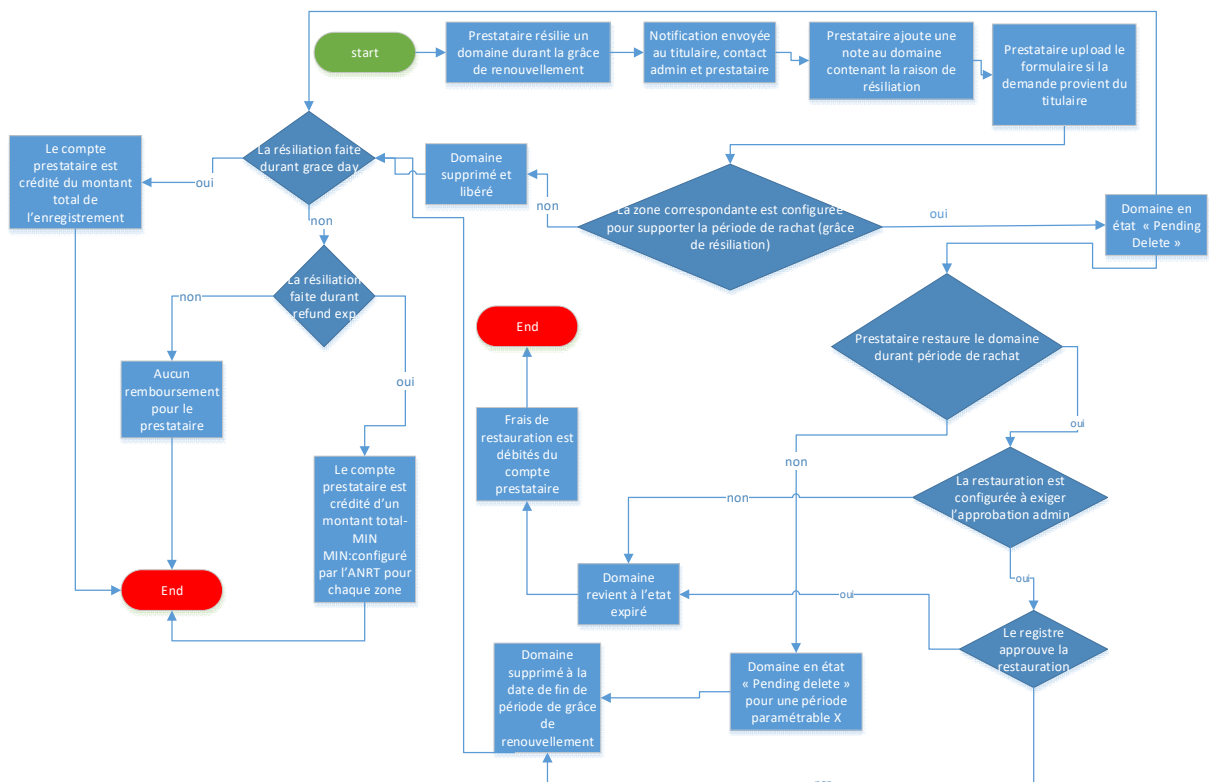 start
Prestataire résilie un
domaine durant la grâce
de renouvellement
Notification envoyée
au titulaire, contact
admin et prestataire
Prestataire ajoute une
note au domaine
contenant la raison de
résiliation
Prestataire upload le
formulaire si la
demande provient du
titulaire
Le compte
prestataire est
crédité du montant
total de
l’enregistrement
oui
La résiliation faite
durant grace day
non
Domaine
supprimé et
libéré
non
La zone correspondante est configurée
pour supporter la période de rachat (grâce
de résiliation)
oui
Domaine en
état « Pending
Delete »
La résiliation
faite durant
refund exp
non
oui
End
Prestataire restaure le domaine
durant période de rachat
oui
non
Aucun
remboursement
pour le
prestataire
Frais de
restauration est
débités du
compte
prestataire
Le compte
prestataire est
crédité d’un
montant total-
MIN
MIN:configuré
par l’ANRT pour
chaque zone
La restauration est
configurée à exiger
l’approbation admin
non
oui
End
Domaine
revient à l’etat
expiré
oui
Le registre
approuve la
restauration
Domaine
supprimé à la
date de fin de
période de grâce
de
renouvellement
Domaine en état
« Pending delete »
pour une période
paramétrable X